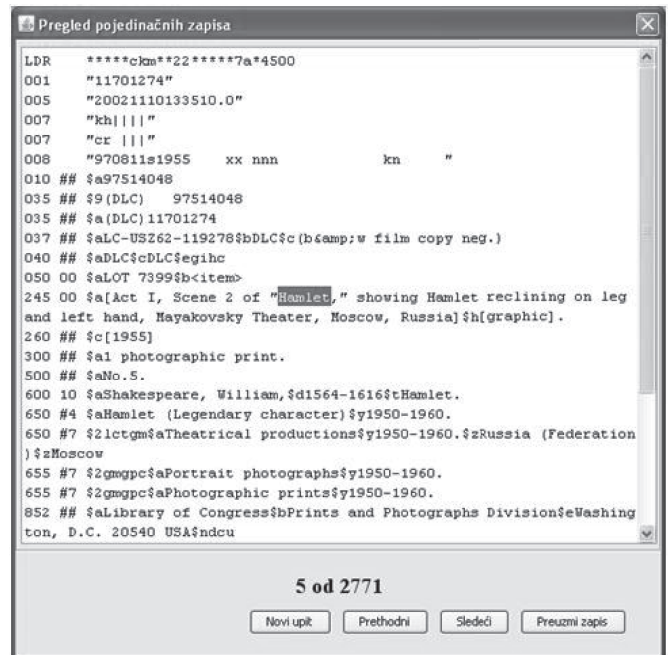 Pregled pojedinačnih zapisa
LDR *****ckm**22*****7a*4500
001 "11701274"
005 "20021110133510.0"
007 "kh||||"
007 "cr |||"
008 "970811s1955    xx nnn              kn      "
010 ## $a97514048
035 ## $9(DLC)   97514048
035 ## $a(DLC)11701274
037 ## $aLC-USZ62-119278$bDLC$c(b&amp;w film copy neg.)
040 ## $aDLC$cDLC$egihc
050 00 $aLOT 7399$b<item>
245 00 $a[Act I, Scene 2 of "Hamlet," showing Hamlet reclining on leg
and left hand, Mayakovsky Theater, Moscow, Russia]$h[graphic].
260 ## $c[1955]
300 ## $a1 photographic print.
500 ## $aNo.5.
600 10 $aShakespeare, William,$d1564-1616$tHamlet.
650 #4 $aHamlet (Legendary character)$y1950-1960.
650 #7 $2lctgm$aTheatrical productions$y1950-1960.$zRussia (Federation
)$zMoscow
655 #7 $2gmgpc$aPortrait photographs$y1950-1960.
655 #7 $2gmgpc$aPhotographic prints$y1950-1960.
852 ## $aLibrary of Congress$bPrints and Photographs Division$eWashing
ton, D.C. 20540 USA$ndcu
5 od 2771
Novi upit Prethodni Sledeći Preuzmi zapis